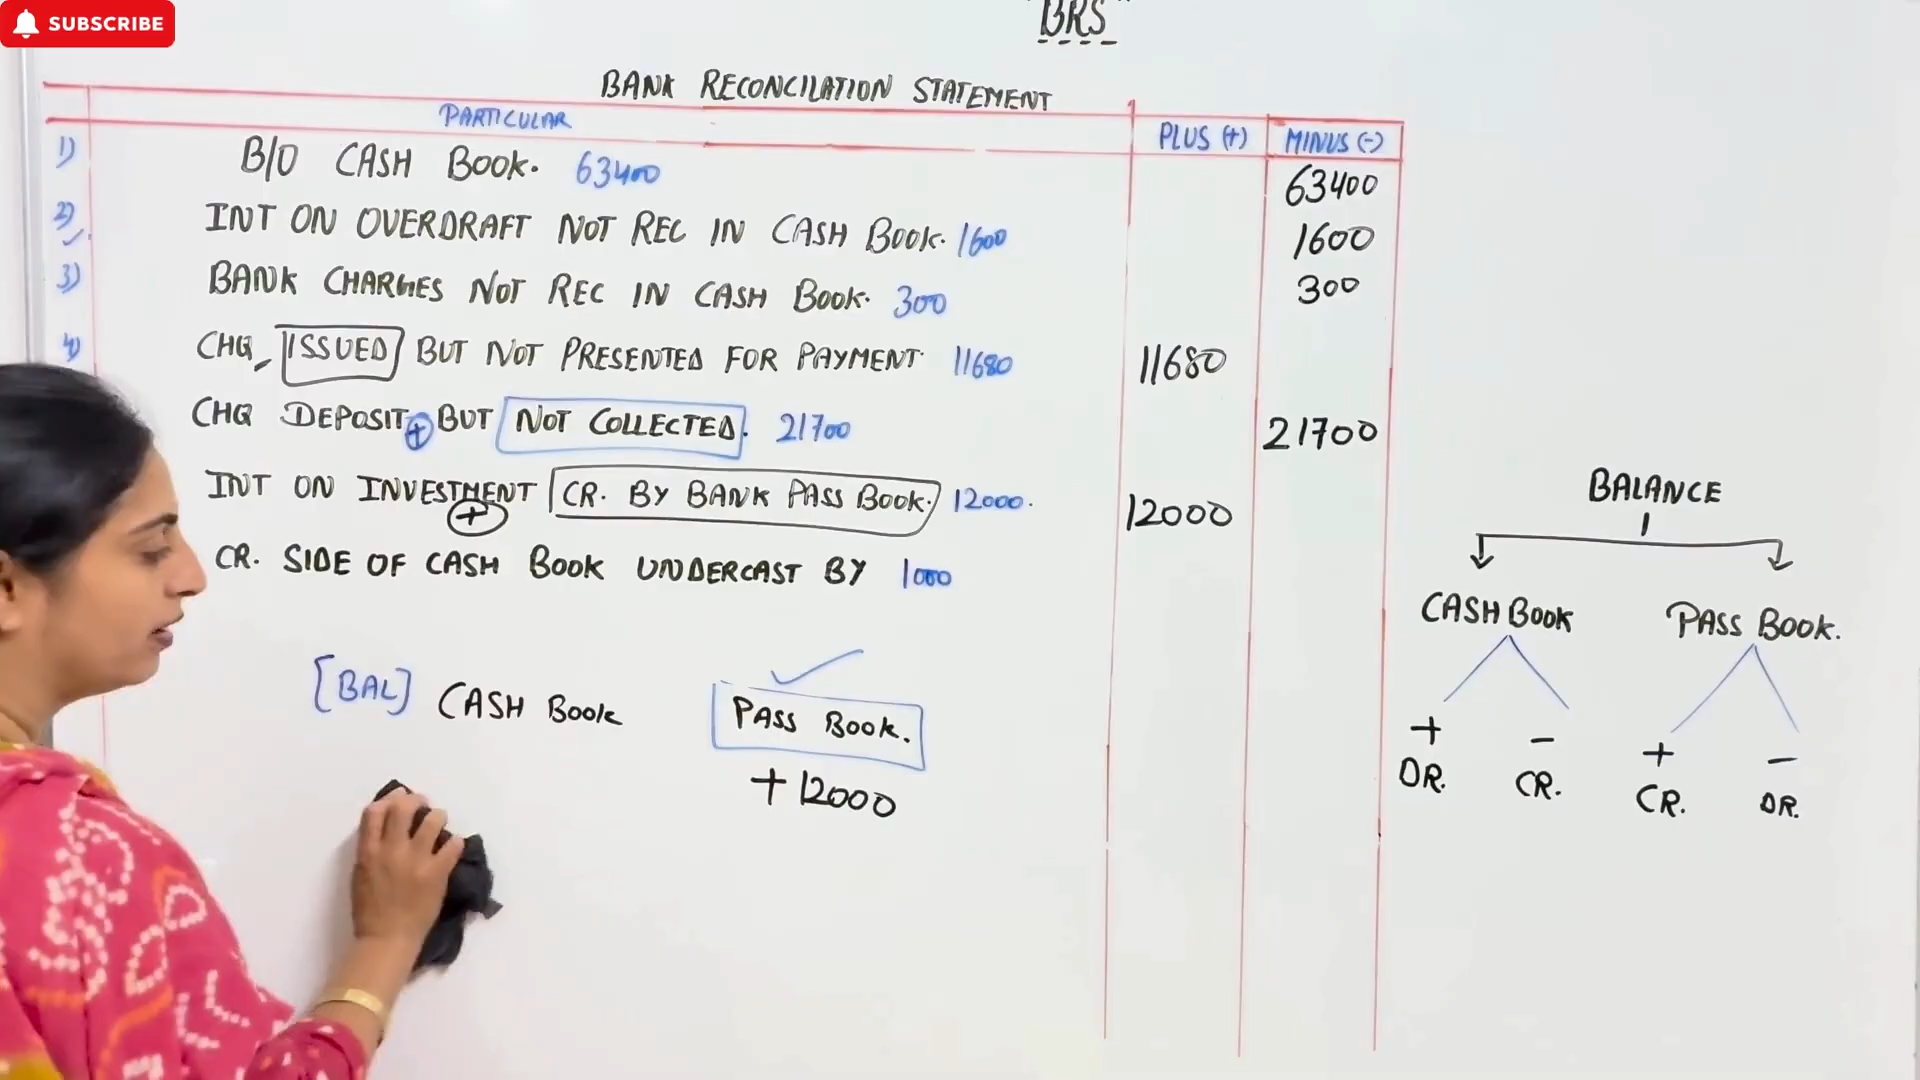 SUBSCRIBE
"BRS"
BANK RECONCILATION STATEMENT
PARTICULAR PLUS (+) MINUS (-)
1) B/O CASH BOOK. 63400 63400
2) INT ON OVERDRAFT NOT REC IN CASH BOOK. 1600 1600
3) BANK CHARGES NOT REC IN CASH BOOK. 300 300
4) CHQ ISSUED BUT NOT PRESENTED FOR PAYMENT 11680 11680
CHQ DEPOSIT + BUT NOT COLLECTED. 21700 21700
INT ON INVESTMENT CR. BY BANK PASS BOOK. 12000. 12000
+
CR. SIDE OF CASH BOOK UNDERCAST BY 1000
[BAL] CASH BOOK PASS BOOK.
+ 12000
BALANCE
CASH BOOK PASS BOOK.
+ - + -
DR. CR. CR. DR.